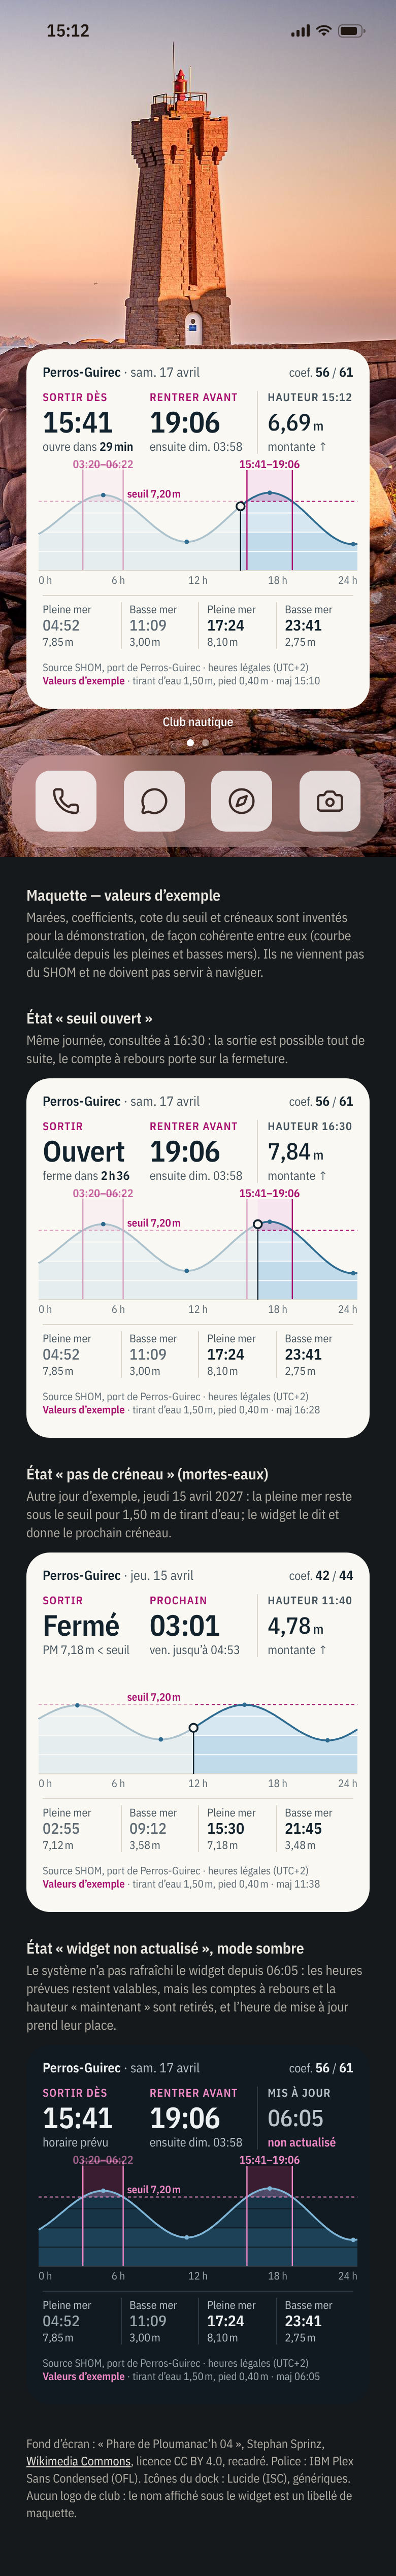 15:12
Perros-Guirec · sam. 17 avril coef. 56 / 61
SORTIR DÈS RENTRER AVANT HAUTEUR 15:12
15:41 19:06 6,69 m
ouvre dans 29 min ensuite dim. 03:58 montante ↑
03:20–06:22 15:41–19:06
seuil 7,20 m
0 h 6 h 12 h 18 h 24 h
Pleine mer Basse mer Pleine mer Basse mer
04:52 11:09 17:24 23:41
7,85 m 3,00 m 8,10 m 2,75 m
Source SHOM, port de Perros-Guirec · heures légales (UTC+2)
Valeurs d’exemple · tirant d’eau 1,50 m, pied 0,40 m · maj 15:10
Club nautique
Maquette — valeurs d’exemple
Marées, coefficients, cote du seuil et créneaux sont inventés
pour la démonstration, de façon cohérente entre eux (courbe
calculée depuis les pleines et basses mers). Ils ne viennent pas
du SHOM et ne doivent pas servir à naviguer.
État « seuil ouvert »
Même journée, consultée à 16:30 : la sortie est possible tout de
suite, le compte à rebours porte sur la fermeture.
Perros-Guirec · sam. 17 avril coef. 56 / 61
SORTIR RENTRER AVANT HAUTEUR 16:30
Ouvert 19:06 7,84 m
ferme dans 2 h 36 ensuite dim. 03:58 montante ↑
03:20–06:22 15:41–19:06
seuil 7,20 m
0 h 6 h 12 h 18 h 24 h
Pleine mer Basse mer Pleine mer Basse mer
04:52 11:09 17:24 23:41
7,85 m 3,00 m 8,10 m 2,75 m
Source SHOM, port de Perros-Guirec · heures légales (UTC+2)
Valeurs d’exemple · tirant d’eau 1,50 m, pied 0,40 m · maj 16:28
État « pas de créneau » (mortes-eaux)
Autre jour d’exemple, jeudi 15 avril 2027 : la pleine mer reste
sous le seuil pour 1,50 m de tirant d’eau ; le widget le dit et
donne le prochain créneau.
Perros-Guirec · jeu. 15 avril coef. 42 / 44
SORTIR PROCHAIN HAUTEUR 11:40
Fermé 03:01 4,78 m
PM 7,18 m < seuil ven. jusqu’à 04:53 montante ↑
seuil 7,20 m
0 h 6 h 12 h 18 h 24 h
Pleine mer Basse mer Pleine mer Basse mer
02:55 09:12 15:30 21:45
7,12 m 3,58 m 7,18 m 3,48 m
Source SHOM, port de Perros-Guirec · heures légales (UTC+2)
Valeurs d’exemple · tirant d’eau 1,50 m, pied 0,40 m · maj 11:38
État « widget non actualisé », mode sombre
Le système n’a pas rafraîchi le widget depuis 06:05 : les heures
prévues restent valables, mais les comptes à rebours et la
hauteur « maintenant » sont retirés, et l’heure de mise à jour
prend leur place.
Perros-Guirec · sam. 17 avril coef. 56 / 61
SORTIR DÈS RENTRER AVANT MIS À JOUR
15:41 19:06 06:05
horaire prévu ensuite dim. 03:58 non actualisé
03:20–06:22 15:41–19:06
seuil 7,20 m
0 h 6 h 12 h 18 h 24 h
Pleine mer Basse mer Pleine mer Basse mer
04:52 11:09 17:24 23:41
7,85 m 3,00 m 8,10 m 2,75 m
Source SHOM, port de Perros-Guirec · heures légales (UTC+2)
Valeurs d’exemple · tirant d’eau 1,50 m, pied 0,40 m · maj 06:05
Fond d’écran : « Phare de Ploumanac’h 04 », Stephan Sprinz,
Wikimedia Commons, licence CC BY 4.0, recadré. Police : IBM Plex
Sans Condensed (OFL). Icônes du dock : Lucide (ISC), génériques.
Aucun logo de club : le nom affiché sous le widget est un libellé de
maquette.